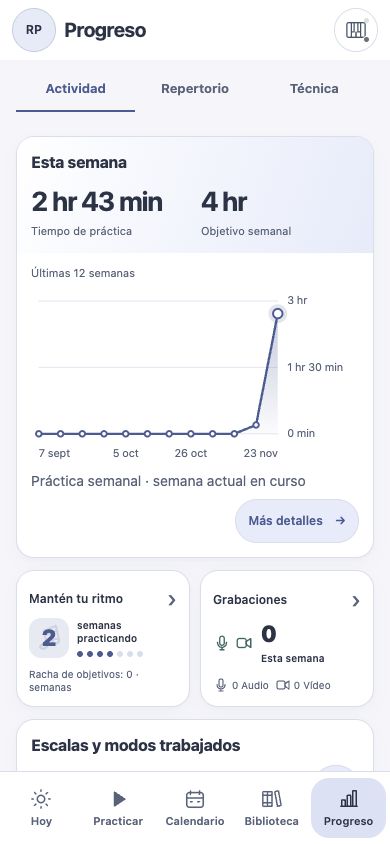 RP
Progreso
Actividad
Repertorio
Técnica
Esta semana
2 hr 43 min
4 hr
Tiempo de práctica
Objetivo semanal
Últimas 12 semanas
3 hr
1 hr 30 min
0 min
7 sept
5 oct
26 oct
23 nov
Práctica semanal · semana actual en curso
Más detalles
Mantén tu ritmo
2
semanas
practicando
Racha de objetivos: 0 ·
semanas
Grabaciones
0
Esta semana
0 Audio
0 Vídeo
Escalas y modos trabajados
Hoy
Practicar
Calendario
Biblioteca
Progreso